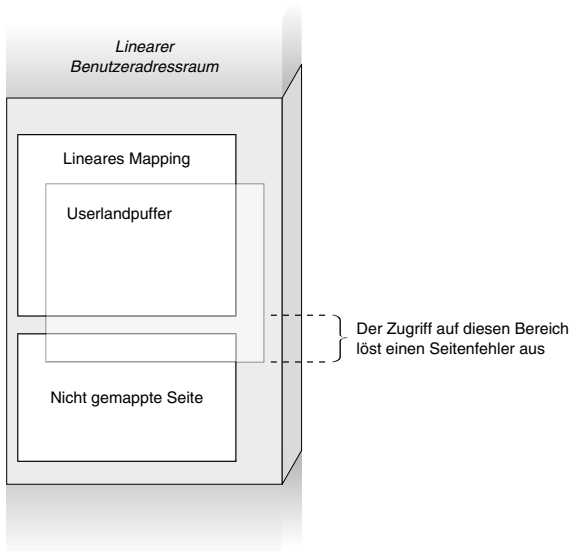 Linearer
Benutzeradressraum
Lineares Mapping
Userlandpuffer
Der Zugriff auf diesen Bereich
löst einen Seitenfehler aus
Nicht gemappte Seite